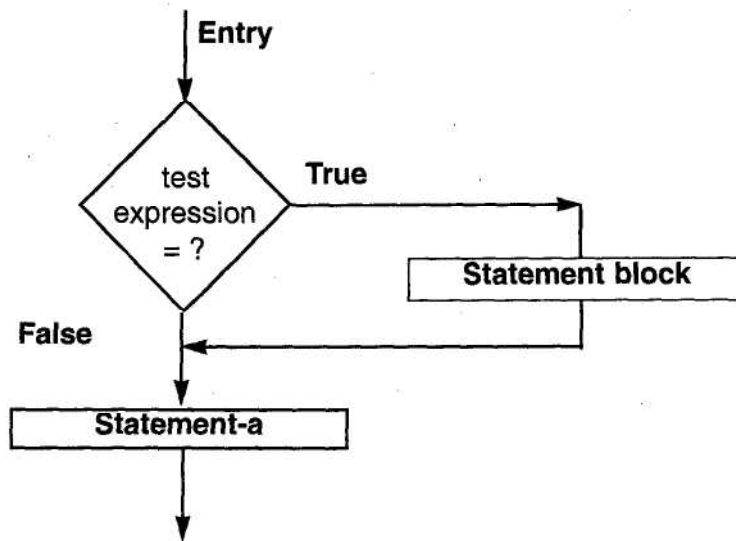 Entry
test
expression
= ?
True
Statement block
False
Statement-a